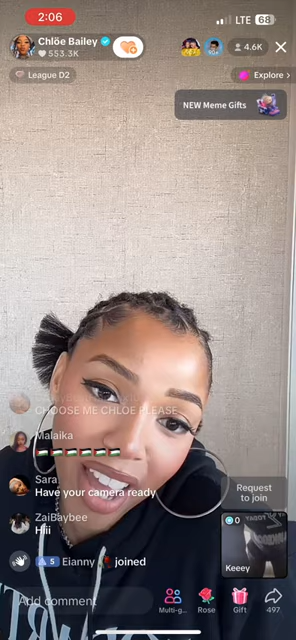 2:06
LTE 68
Chlöe Bailey
553.3K
90+
4.6K
League D2
Explore
NEW Meme Gifts
CHOOSE ME CHLOE PLEASE
Malaika
Sara
Have your camera ready
ZaiBaybee
Hiii
5 Eianny joined
Request
to join
0
Keeey
Add comment
Multi-g...
Rose
Gift
497